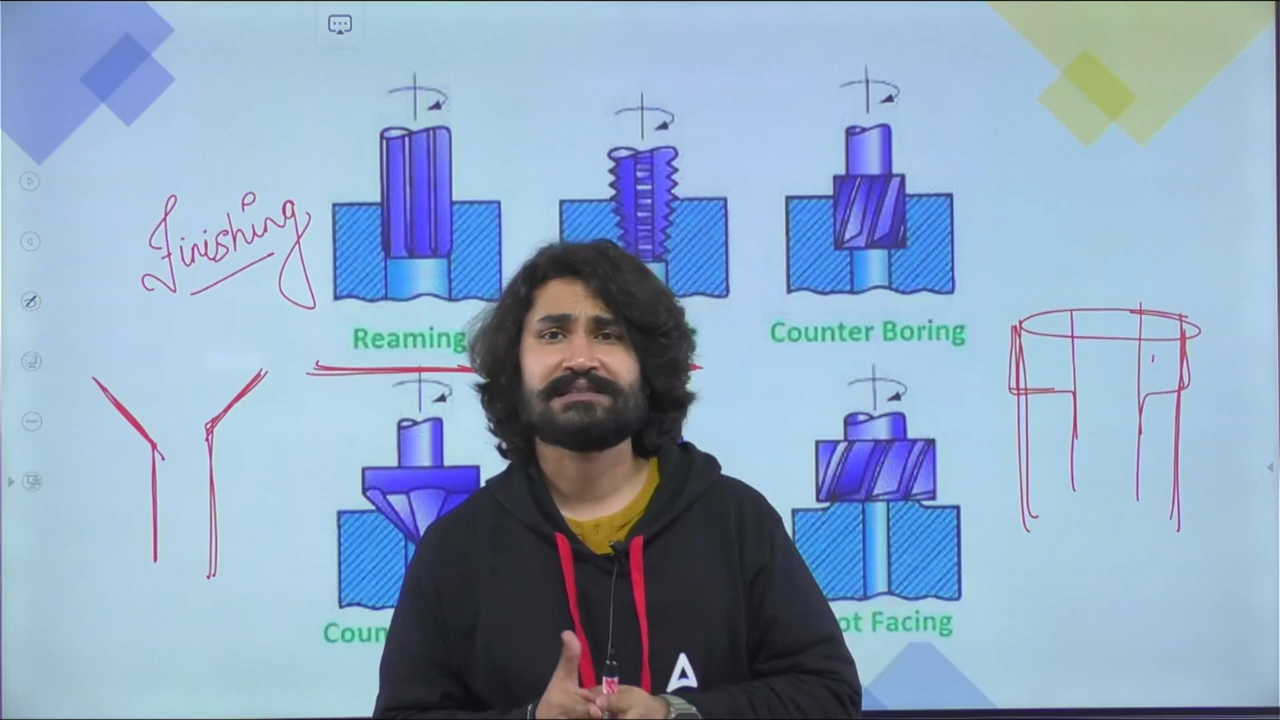 Finishing
Reaming
Counter Boring
Coun
ot Facing